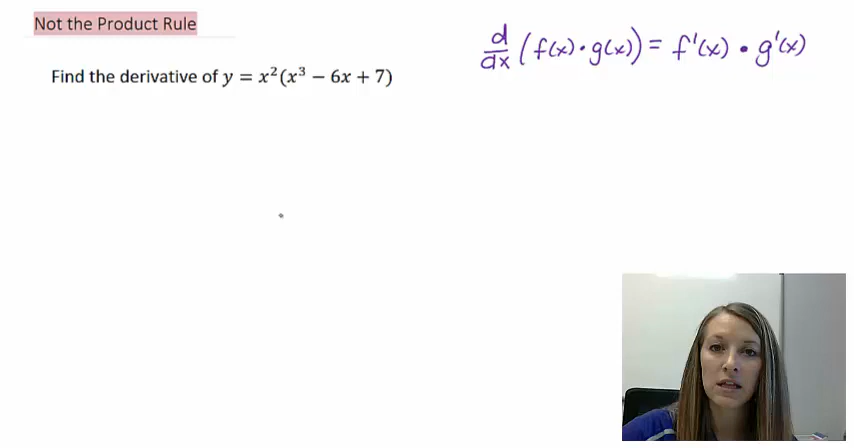 Not the Product Rule
d/dx (f(x)·g(x)) = f'(x) • g'(x)
Find the derivative of y = x²(x³ − 6x + 7)